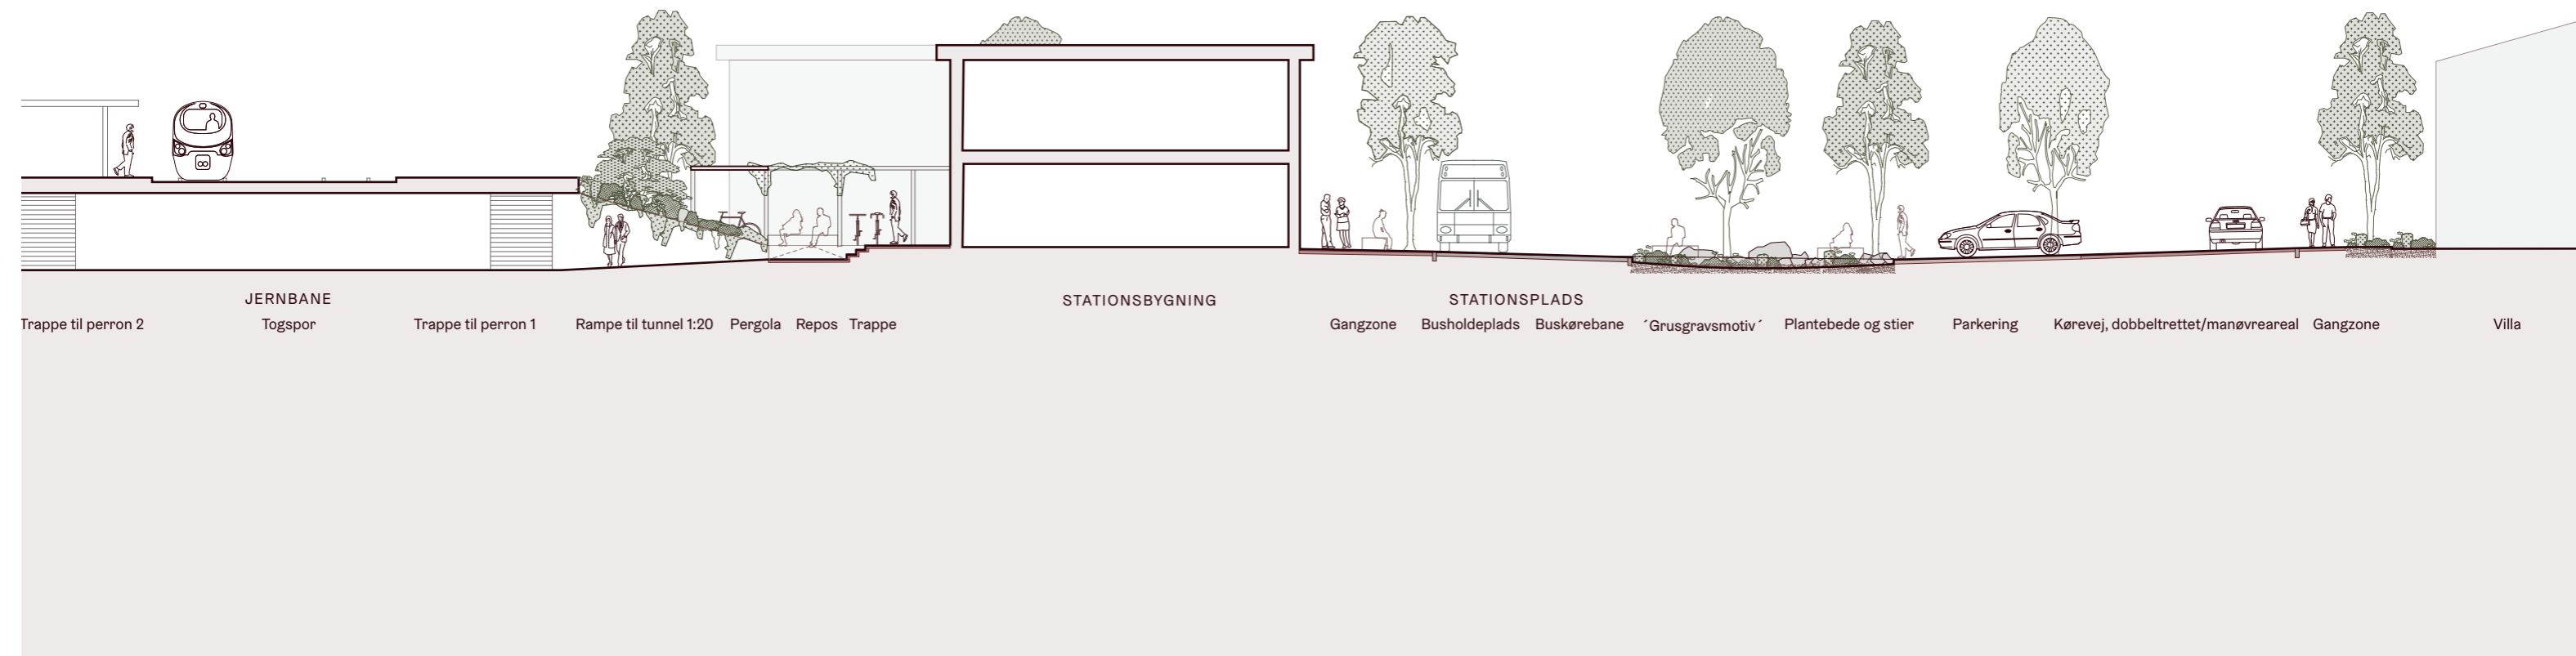 JERNBANE
STATIONSBYGNING
STATIONSPLADS
Trappe til perron 2
Togspor
Trappe til perron 1
Rampe til tunnel 1:20
Pergola
Repos
Trappe
Gangzone
Busholdeplads
Buskørebane
´Grusgravsmotiv´
Plantebede og stier
Parkering
Kørevej, dobbeltrettet/manøvreareal
Gangzone
Villa